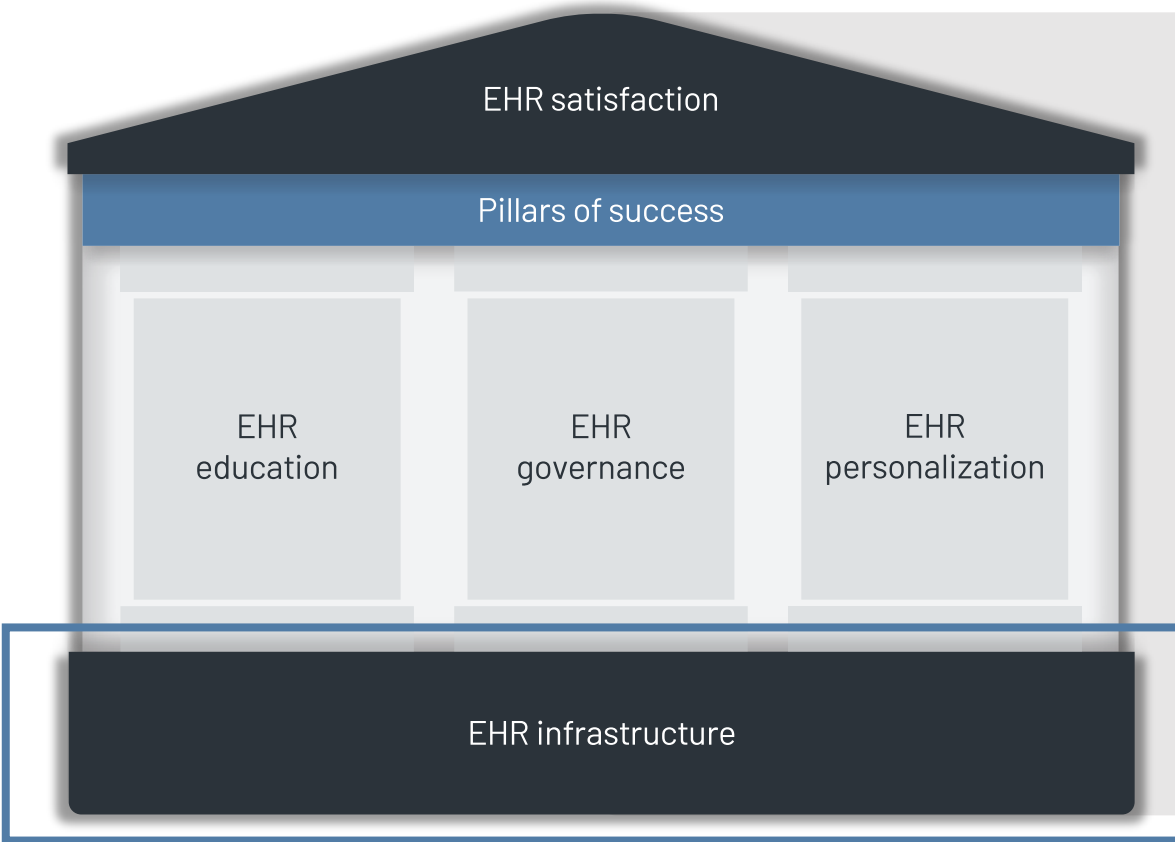 EHR satisfaction
Pillars of success
EHR
education
EHR
governance
EHR
personalization
EHR infrastructure